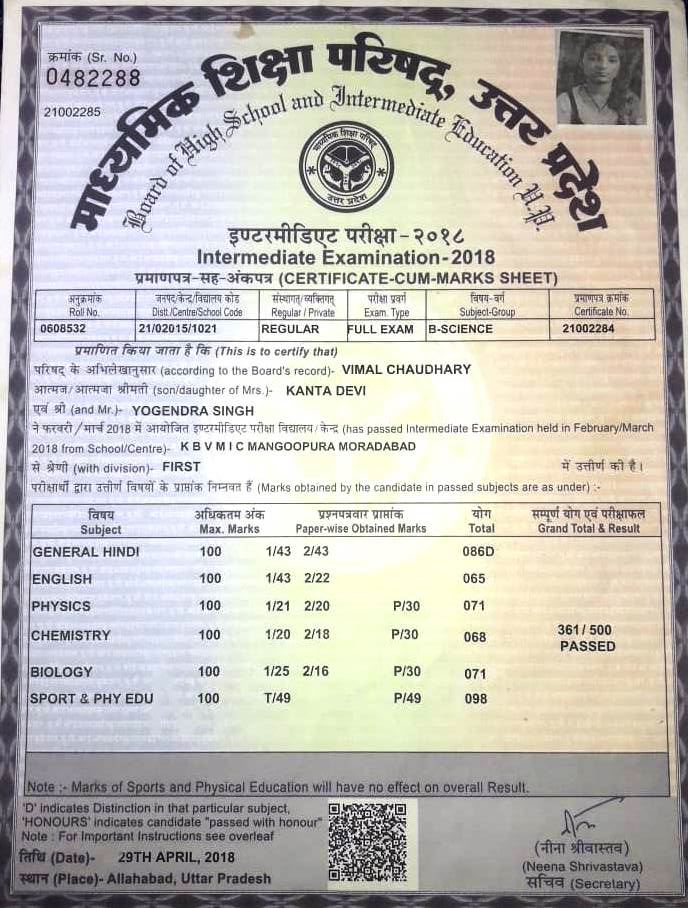 क्रमांक (Sr. No.)
0482288
21002285
माध्यमिक शिक्षा परिषद्, उत्तर प्रदेश
Board of High School and Intermediate Education U.P.
माध्यमिक शिक्षा परिषद्
उत्तर प्रदेश
इण्टरमीडिएट परीक्षा-२०१८
Intermediate Examination-2018
प्रमाणपत्र-सह-अंकपत्र (CERTIFICATE-CUM-MARKS SHEET)
अनुक्रमांक जनपद/केन्द्र/विद्यालय कोड संस्थागत/व्यक्तिगत परीक्षा प्रवर्ग विषय-वर्ग प्रमाणपत्र क्रमांक
Roll No. Distt./Centre/School Code Regular / Private Exam. Type Subject-Group Certificate No.
0608532 21/02015/1021 REGULAR FULL EXAM B-SCIENCE 21002284
प्रमाणित किया जाता है कि (This is to certify that)
परिषद के अभिलेखानुसार (according to the Board's record)- VIMAL CHAUDHARY
आत्मज/आत्मजा श्रीमती (son/daughter of Mrs.)- KANTA DEVI
एवं श्री (and Mr.)- YOGENDRA SINGH
ने फरवरी/मार्च 2018 में आयोजित इण्टरमीडिएट परीक्षा विद्यालय/केन्द्र (has passed Intermediate Examination held in February/March
2018 from School/Centre)- K B V M I C MANGOOPURA MORADABAD
से श्रेणी (with division)- FIRST में उत्तीर्ण की है।
परीक्षार्थी द्वारा उत्तीर्ण विषयों के प्राप्तांक निम्नवत हैं (Marks obtained by the candidate in passed subjects are as under) :-
विषय अधिकतम अंक प्रश्नपत्रवार प्राप्तांक योग सम्पूर्ण योग एवं परीक्षाफल
Subject Max. Marks Paper-wise Obtained Marks Total Grand Total & Result
GENERAL HINDI 100 1/43 2/43 086D
ENGLISH 100 1/43 2/22 065
PHYSICS 100 1/21 2/20 P/30 071
CHEMISTRY 100 1/20 2/18 P/30 068 361/500
PASSED
BIOLOGY 100 1/25 2/16 P/30 071
SPORT & PHY EDU 100 T/49 P/49 098
Note :- Marks of Sports and Physical Education will have no effect on overall Result.
'D' indicates Distinction in that particular subject,
'HONOURS' indicates candidate "passed with honour"
Note : For Important Instructions see overleaf
तिथि (Date)- 29TH APRIL, 2018
स्थान (Place)- Allahabad, Uttar Pradesh
(नीना श्रीवास्तव)
(Neena Shrivastava)
सचिव (Secretary)